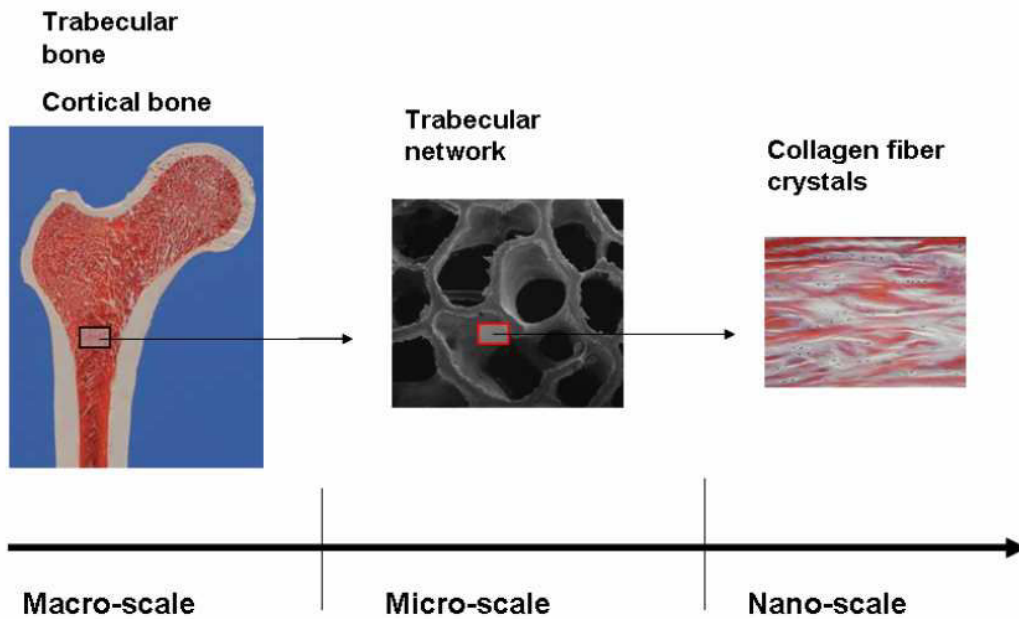 Trabecular
bone
Cortical bone
Trabecular
network
Collagen fiber
crystals
Macro-scale
Micro-scale
Nano-scale